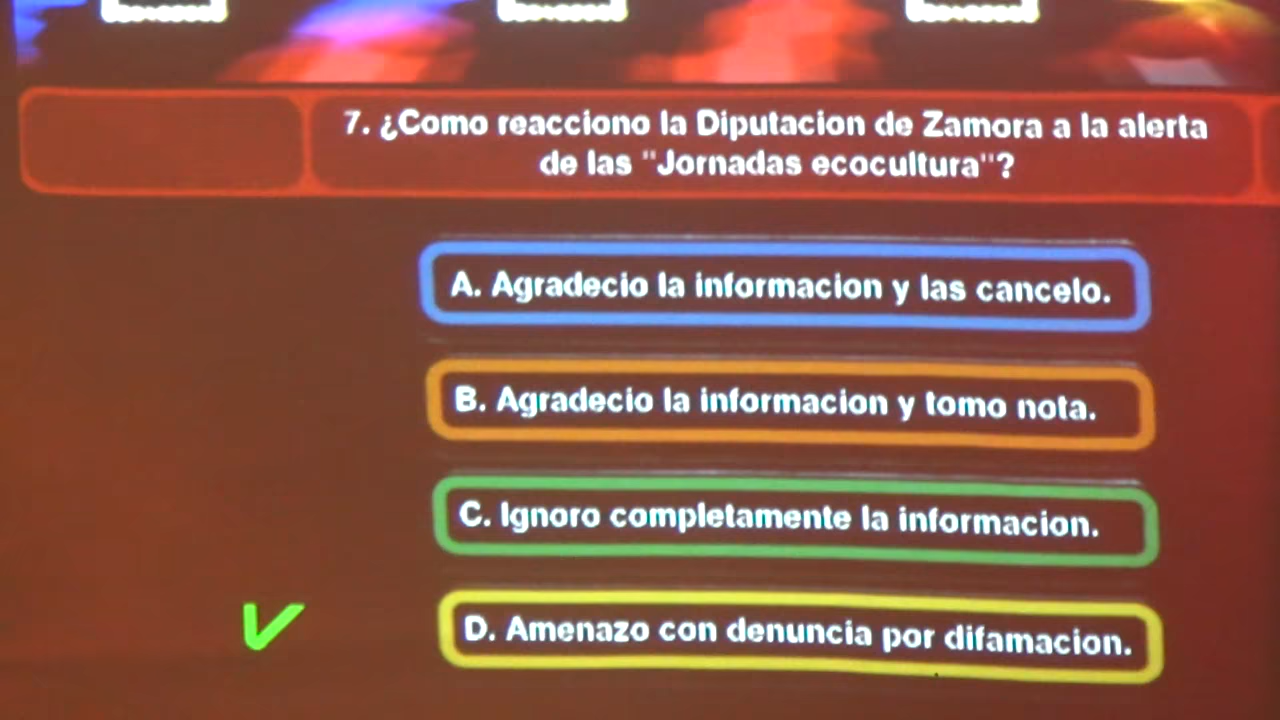 7. ¿Como reacciono la Diputacion de Zamora a la alerta
de las "Jornadas ecocultura"?
A. Agradecio la informacion y las cancelo.
B. Agradecio la informacion y tomo nota.
C. Ignoro completamente la informacion.
D. Amenazo con denuncia por difamacion.